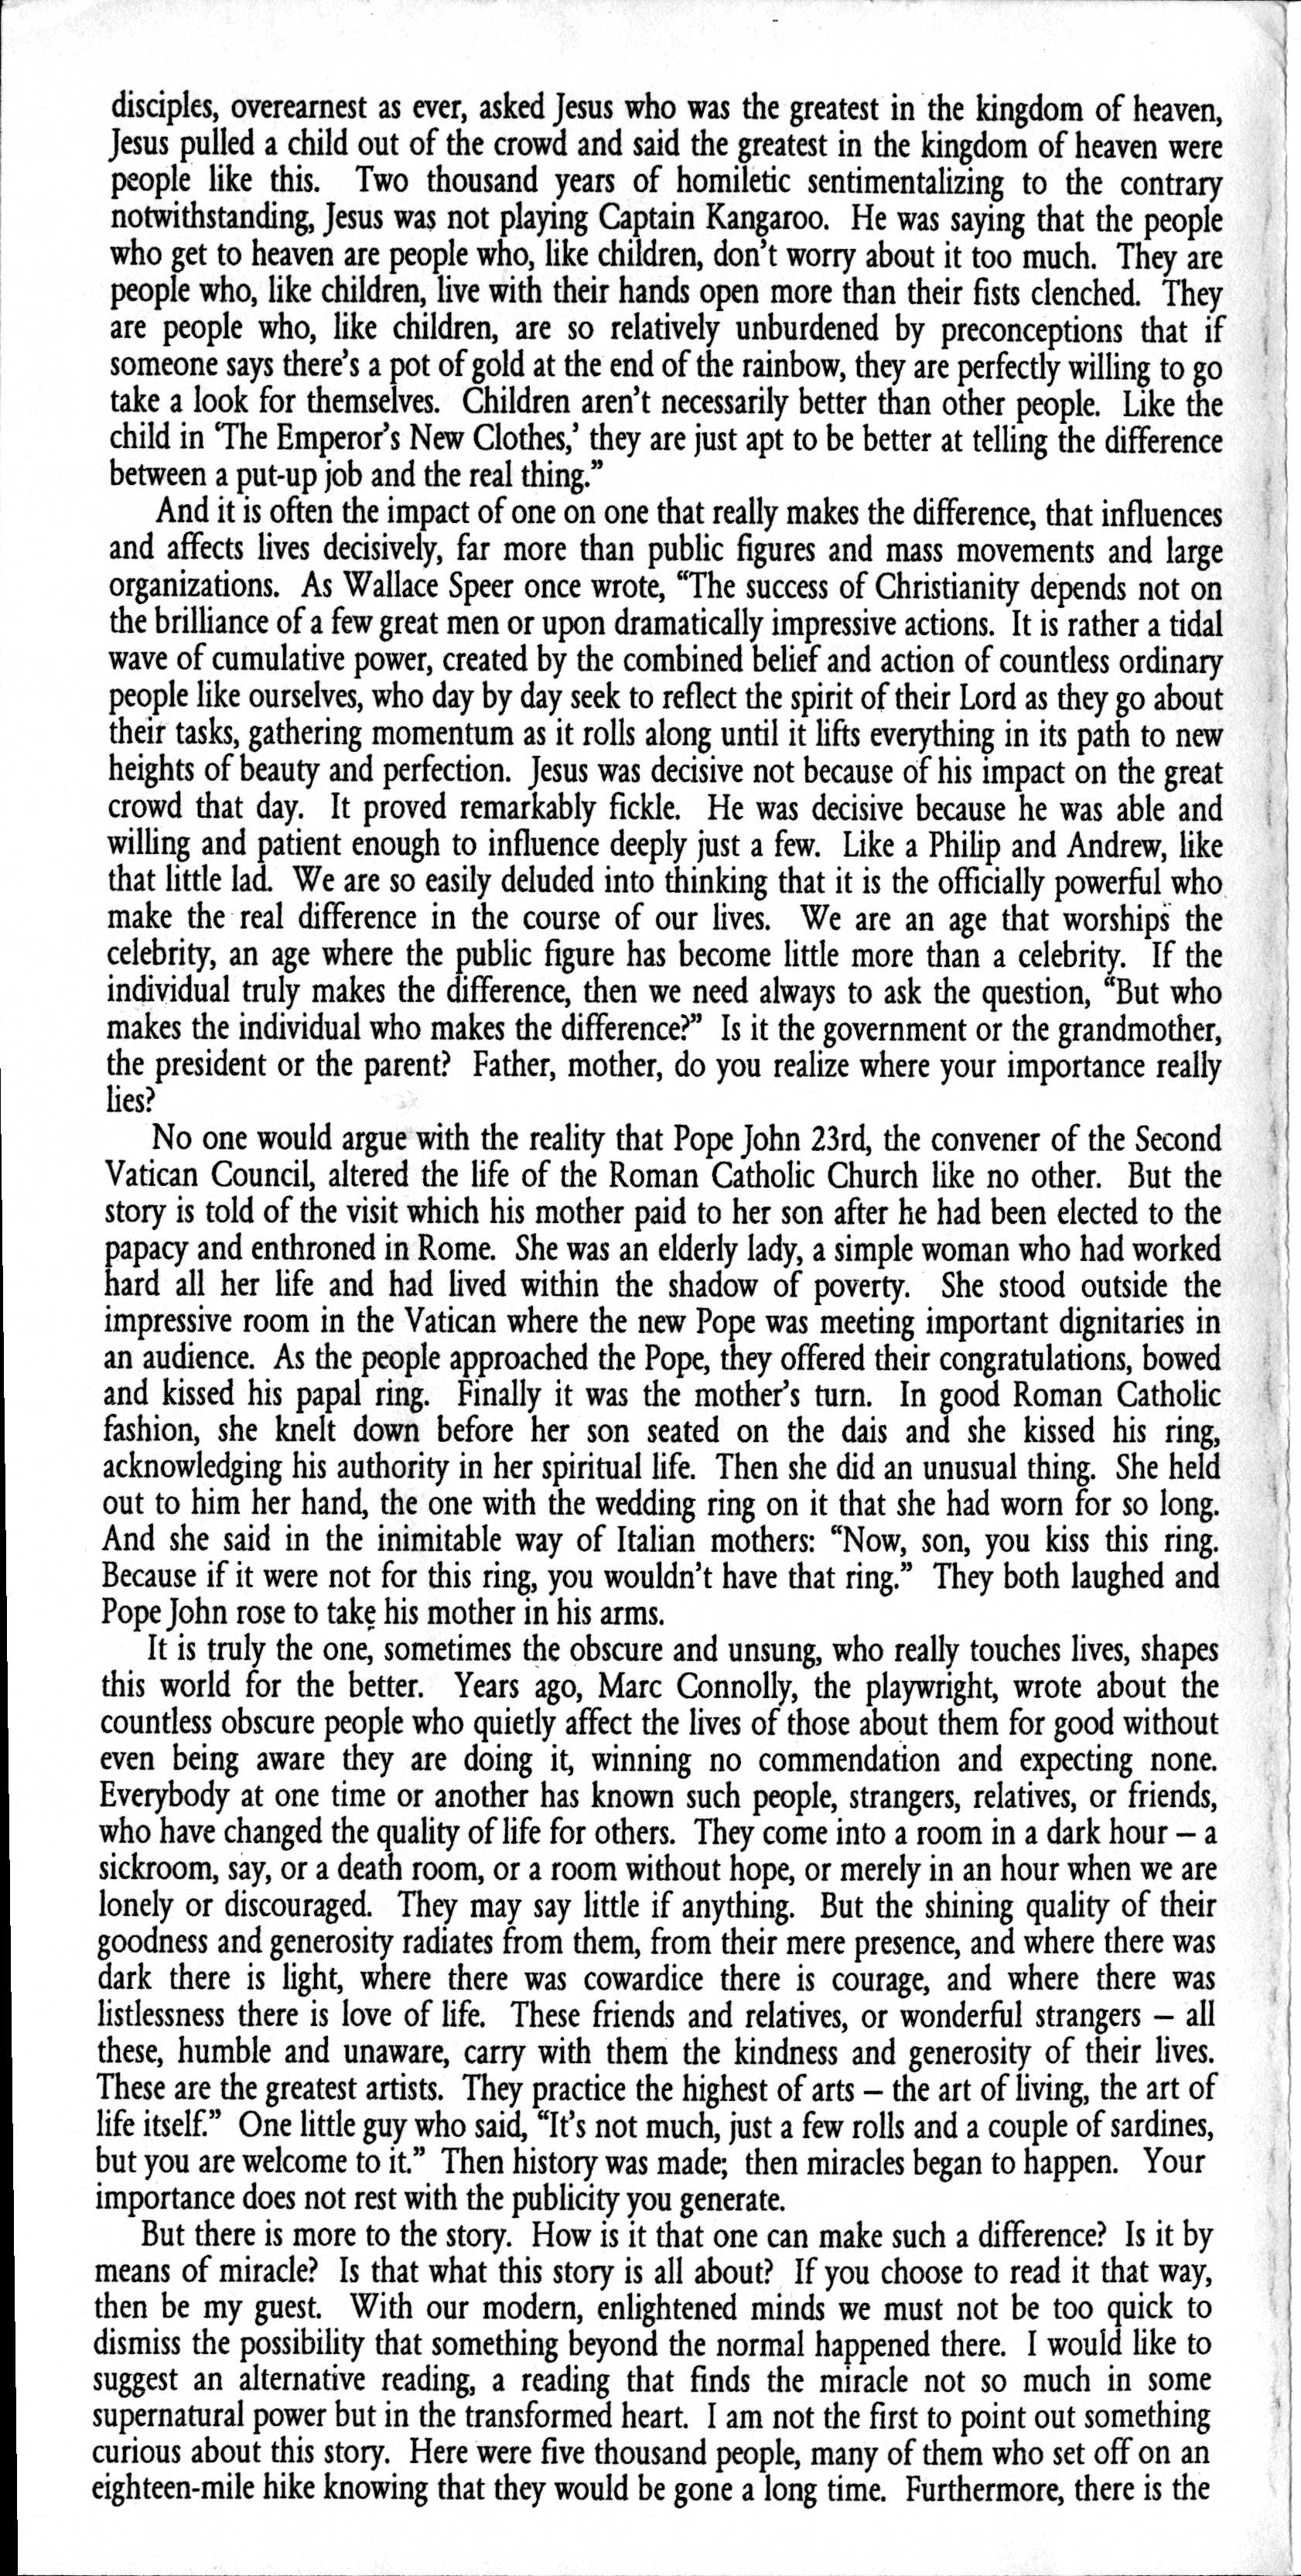 disciples, overearnest as ever, asked Jesus who was the greatest in the kingdom of heaven,
Jesus pulled a child out of the crowd and said the greatest in the kingdom of heaven were
people like this. Two thousand years of homiletic sentimentalizing to the contrary
notwithstanding, Jesus was not playing Captain Kangaroo. He was saying that the people
who get to heaven are people who, like children, don't worry about it too much. They are
people who, like children, live with their hands open more than their fists clenched. They
are people who, like children, are so relatively unburdened by preconceptions that if
someone says there's a pot of gold at the end of the rainbow, they are perfectly willing to go
take a look for themselves. Children aren't necessarily better than other people. Like the
child in ‘The Emperor's New Clothes,’ they are just apt to be better at telling the difference
between a put-up job and the real thing.”
And it is often the impact of one on one that really makes the difference, that influences
and affects lives decisively, far more than public figures and mass movements and large
organizations. As Wallace Speer once wrote, “The success of Christianity depends not on
the brilliance of a few great men or upon dramatically impressive actions. It is rather a tidal
wave of cumulative power, created by the combined belief and action of countless ordinary
people like ourselves, who day by day seek to reflect the spirit of their Lord as they go about
their tasks, gathering momentum as it rolls along until it lifts everything in its path to new
heights of beauty and perfection. Jesus was decisive not because of his impact on the great
crowd that day. It proved remarkably fickle. He was decisive because he was able and
willing and patient enough to influence deeply just a few. Like a Philip and Andrew, like
that little lad. We are so easily deluded into thinking that it is the officially powerful who
make the real difference in the course of our lives. We are an age that worships the
celebrity, an age where the public figure has become little more than a celebrity. If the
individual truly makes the difference, then we need always to ask the question, “But who
makes the individual who makes the difference?” Is it the government or the grandmother,
the president or the parent? Father, mother, do you realize where your importance really
lies?
No one would argue with the reality that Pope John 23rd, the convener of the Second
Vatican Council, altered the life of the Roman Catholic Church like no other. But the
story is told of the visit which his mother paid to her son after he had been elected to the
papacy and enthroned in Rome. She was an elderly lady, a simple woman who had worked
hard all her life and had lived within the shadow of poverty. She stood outside the
impressive room in the Vatican where the new Pope was meeting important dignitaries in
an audience. As the people approached the Pope, they offered their congratulations, bowed
and kissed his papal ring. Finally it was the mother's turn. In good Roman Catholic
fashion, she knelt down before her son seated on the dais and she kissed his ring,
acknowledging his authority in her spiritual life. Then she did an unusual thing. She held
out to him her hand, the one with the wedding ring on it that she had worn for so long.
And she said in the inimitable way of Italian mothers: “Now, son, you kiss this ring.
Because if it were not for this ring, you wouldn't have that ring.” They both laughed and
Pope John rose to take his mother in his arms.
It is truly the one, sometimes the obscure and unsung, who really touches lives, shapes
this world for the better. Years ago, Marc Connolly, the playwright, wrote about the
countless obscure people who quietly affect the lives of those about them for good without
even being aware they are doing it, winning no commendation and expecting none.
Everybody at one time or another has known such people, strangers, relatives, or friends,
who have changed the quality of life for others. They come into a room in a dark hour – a
sickroom, say, or a death room, or a room without hope, or merely in an hour when we are
lonely or discouraged. They may say little if anything. But the shining quality of their
goodness and generosity radiates from them, from their mere presence, and where there was
dark there is light, where there was cowardice there is courage, and where there was
listlessness there is love of life. These friends and relatives, or wonderful strangers – all
these, humble and unaware, carry with them the kindness and generosity of their lives.
These are the greatest artists. They practice the highest of arts – the art of living, the art of
life itself.” One little guy who said, “It's not much, just a few rolls and a couple of sardines,
but you are welcome to it.” Then history was made; then miracles began to happen. Your
importance does not rest with the publicity you generate.
But there is more to the story. How is it that one can make such a difference? Is it by
means of miracle? Is that what this story is all about? If you choose to read it that way,
then be my guest. With our modern, enlightened minds we must not be too quick to
dismiss the possibility that something beyond the normal happened there. I would like to
suggest an alternative reading, a reading that finds the miracle not so much in some
supernatural power but in the transformed heart. I am not the first to point out something
curious about this story. Here were five thousand people, many of them who set off on an
eighteen-mile hike knowing that they would be gone a long time. Furthermore, there is the